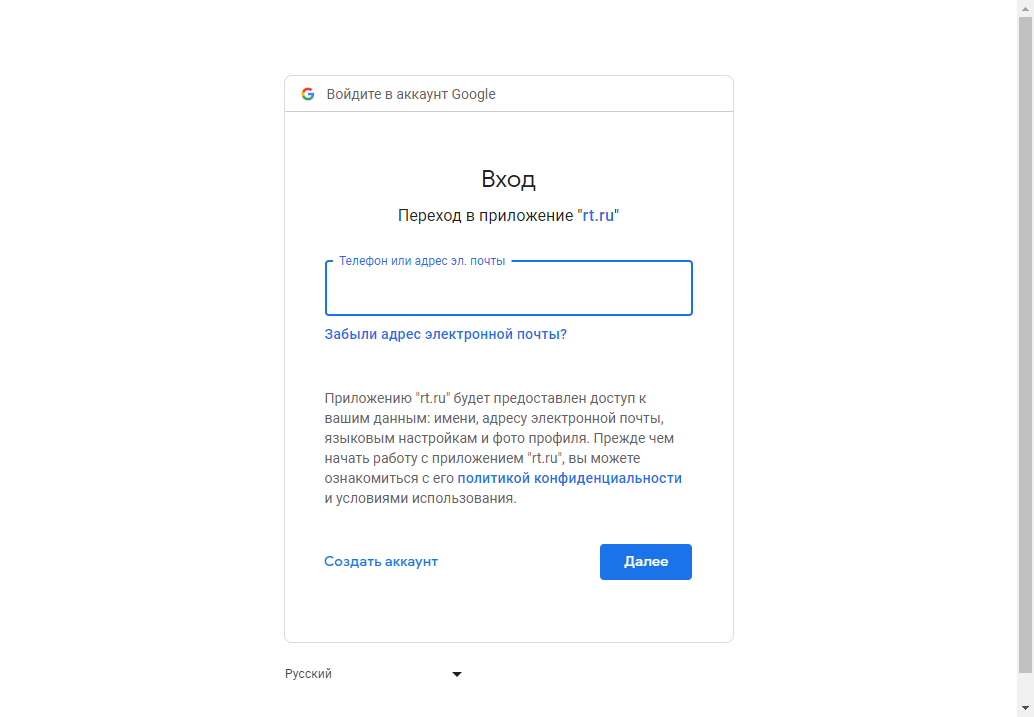 Войдите в аккаунт Google
Вход
Переход в приложение "rt.ru"
Телефон или адрес эл. почты
Забыли адрес электронной почты?
Приложению "rt.ru" будет предоставлен доступ к
вашим данным: имени, адресу электронной почты,
языковым настройкам и фото профиля. Прежде чем
начать работу с приложением "rt.ru", вы можете
ознакомиться с его политикой конфиденциальности
и условиями использования.
Создать аккаунт
Далее
Русский